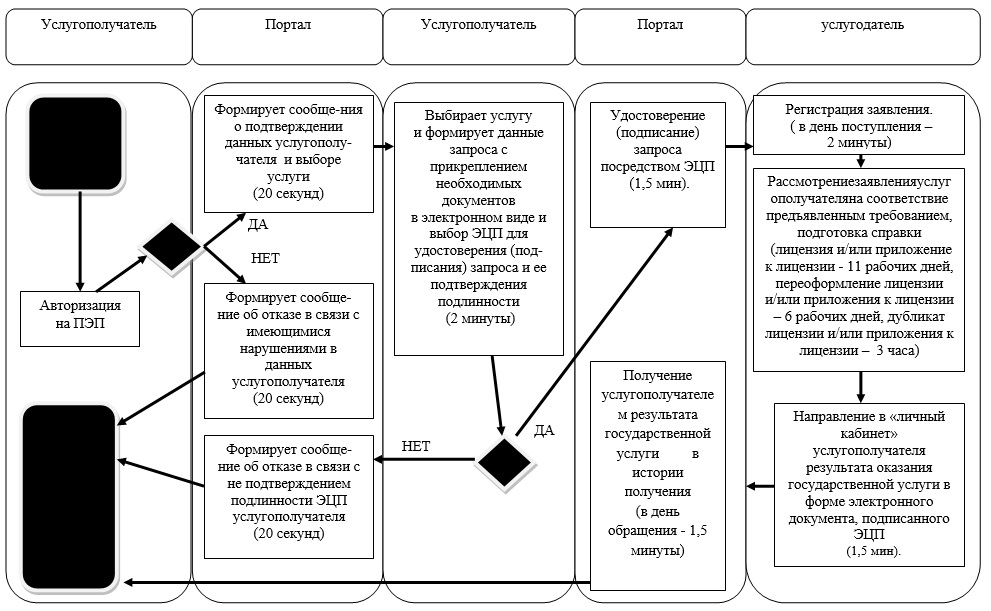 Услугополучатель
Портал
Услугополучатель
Портал
услугодатель
Авторизация
на ПЭП
Формирует сообще-ния
о подтверждении
данных услугополу-
чателя и выборе
услуги
(20 секунд)
ДА
НЕТ
Формирует сообще-
ние об отказе в связи с
имеющимися
нарушениями в
данных
услугополучателя
(20 секунд)
Формирует сообще-
ние об отказе в связи с
не подтверждением
подлинности ЭЦП
услугополучателя
(20 секунд)
Выбирает услугу
и формирует данные
запроса с
прикреплением
необходимых
документов
в электронном виде и
выбор ЭЦП для
удостоверения (под-
писания) запроса и ее
подтверждения
подлинности
(2 минуты)
НЕТ
ДА
Удостоверение
(подписание)
запроса
посредством ЭЦП
(1,5 мин).
Получение
услугополучателе
м результата
государственной
услуги в
истории
получения
(в день
обращения - 1,5
минуты)
Регистрация заявления.
( в день поступления –
2 минуты)
Рассмотрениезаявленияуслуг
ополучателяна соответствие
предъявленным требованием,
подготовка справки
(лицензия и/или приложение
к лицензии - 11 рабочих дней,
переоформление лицензии
и/или приложения к лицензии
– 6 рабочих дней, дубликат
лицензии и/или приложения к
лицензии – 3 часа)
Направление в «личный
кабинет»
услугополучателя
результата оказания
государственной услуги в
форме электронного
документа, подписанного
ЭЦП
(1,5 мин).